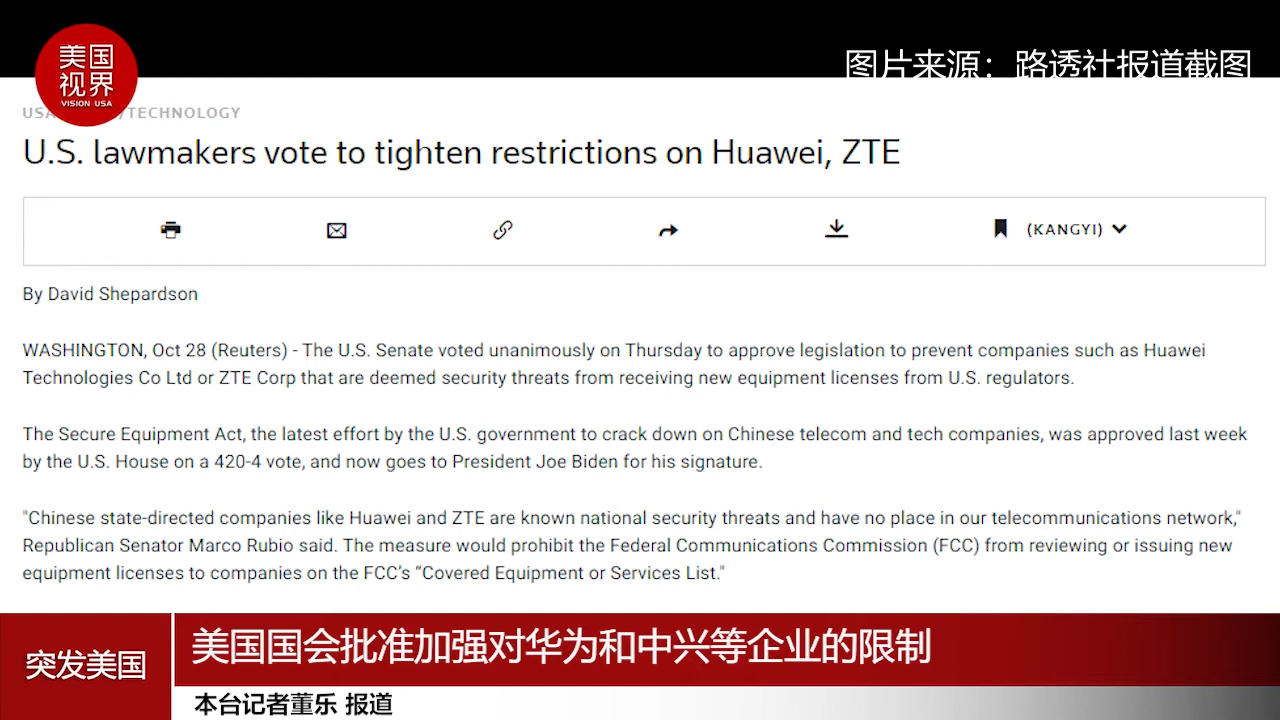 美国
视界
VISION USA
图片来源：路透社报道截图
USA /TECHNOLOGY
U.S. lawmakers vote to tighten restrictions on Huawei, ZTE
(KANGYI)
By David Shepardson
WASHINGTON, Oct 28 (Reuters) - The U.S. Senate voted unanimously on Thursday to approve legislation to prevent companies such as Huawei
Technologies Co Ltd or ZTE Corp that are deemed security threats from receiving new equipment licenses from U.S. regulators.
The Secure Equipment Act, the latest effort by the U.S. government to crack down on Chinese telecom and tech companies, was approved last week
by the U.S. House on a 420-4 vote, and now goes to President Joe Biden for his signature.
"Chinese state-directed companies like Huawei and ZTE are known national security threats and have no place in our telecommunications network,"
Republican Senator Marco Rubio said. The measure would prohibit the Federal Communications Commission (FCC) from reviewing or issuing new
equipment licenses to companies on the FCC’s “Covered Equipment or Services List."
突发美国
美国国会批准加强对华为和中兴等企业的限制
本台记者董乐 报道